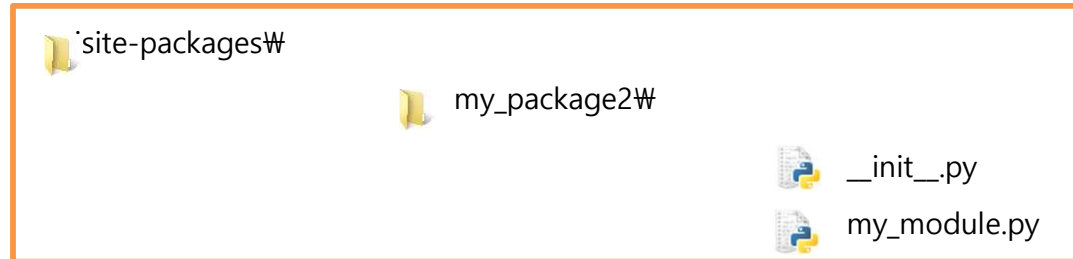 site-packages₩
my_package2₩
__init__.py
my_module.py